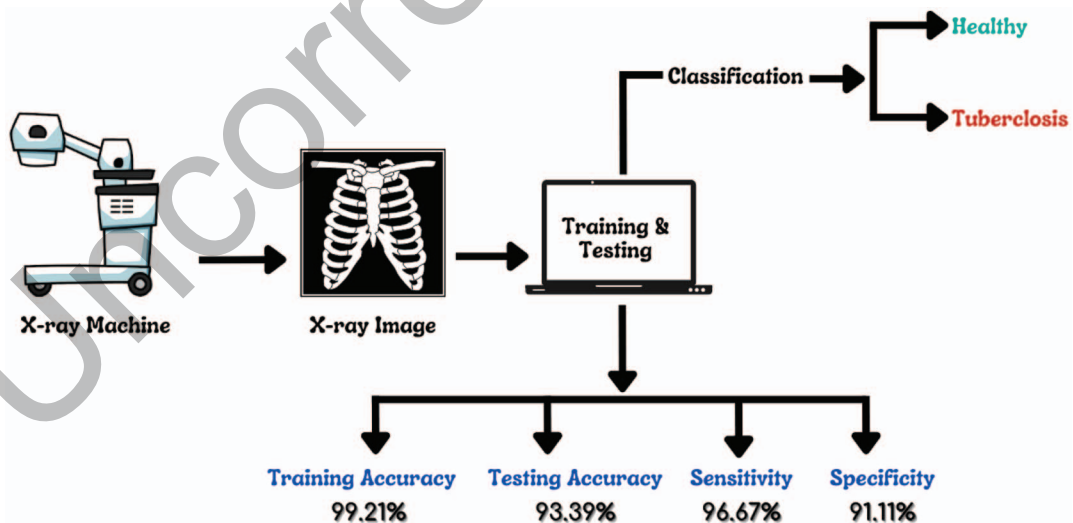 Uncorre
Classification
Healthy
Tuberclosis
Training &
Testing
X-ray Machine
X-ray Image
Training Accuracy
Testing Accuracy
Sensitivity
Specificity
99.21%
93.39%
96.67%
91.11%